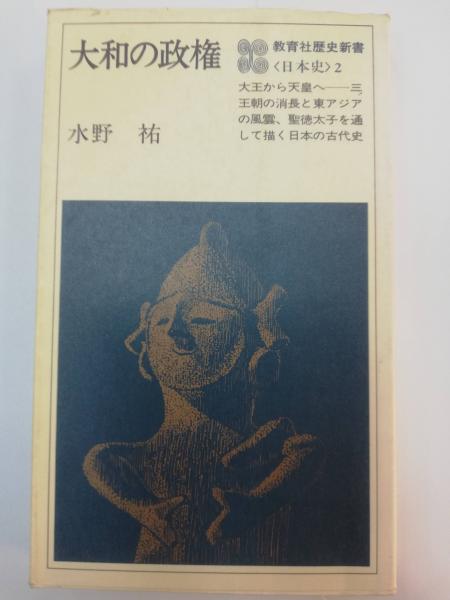 大和の政権
水野 祐
教育社歴史新書
〈日本史〉2
大王から天皇へ――三
王朝の消長と東アジア
の風雲、聖徳太子を通
して描く日本の古代史